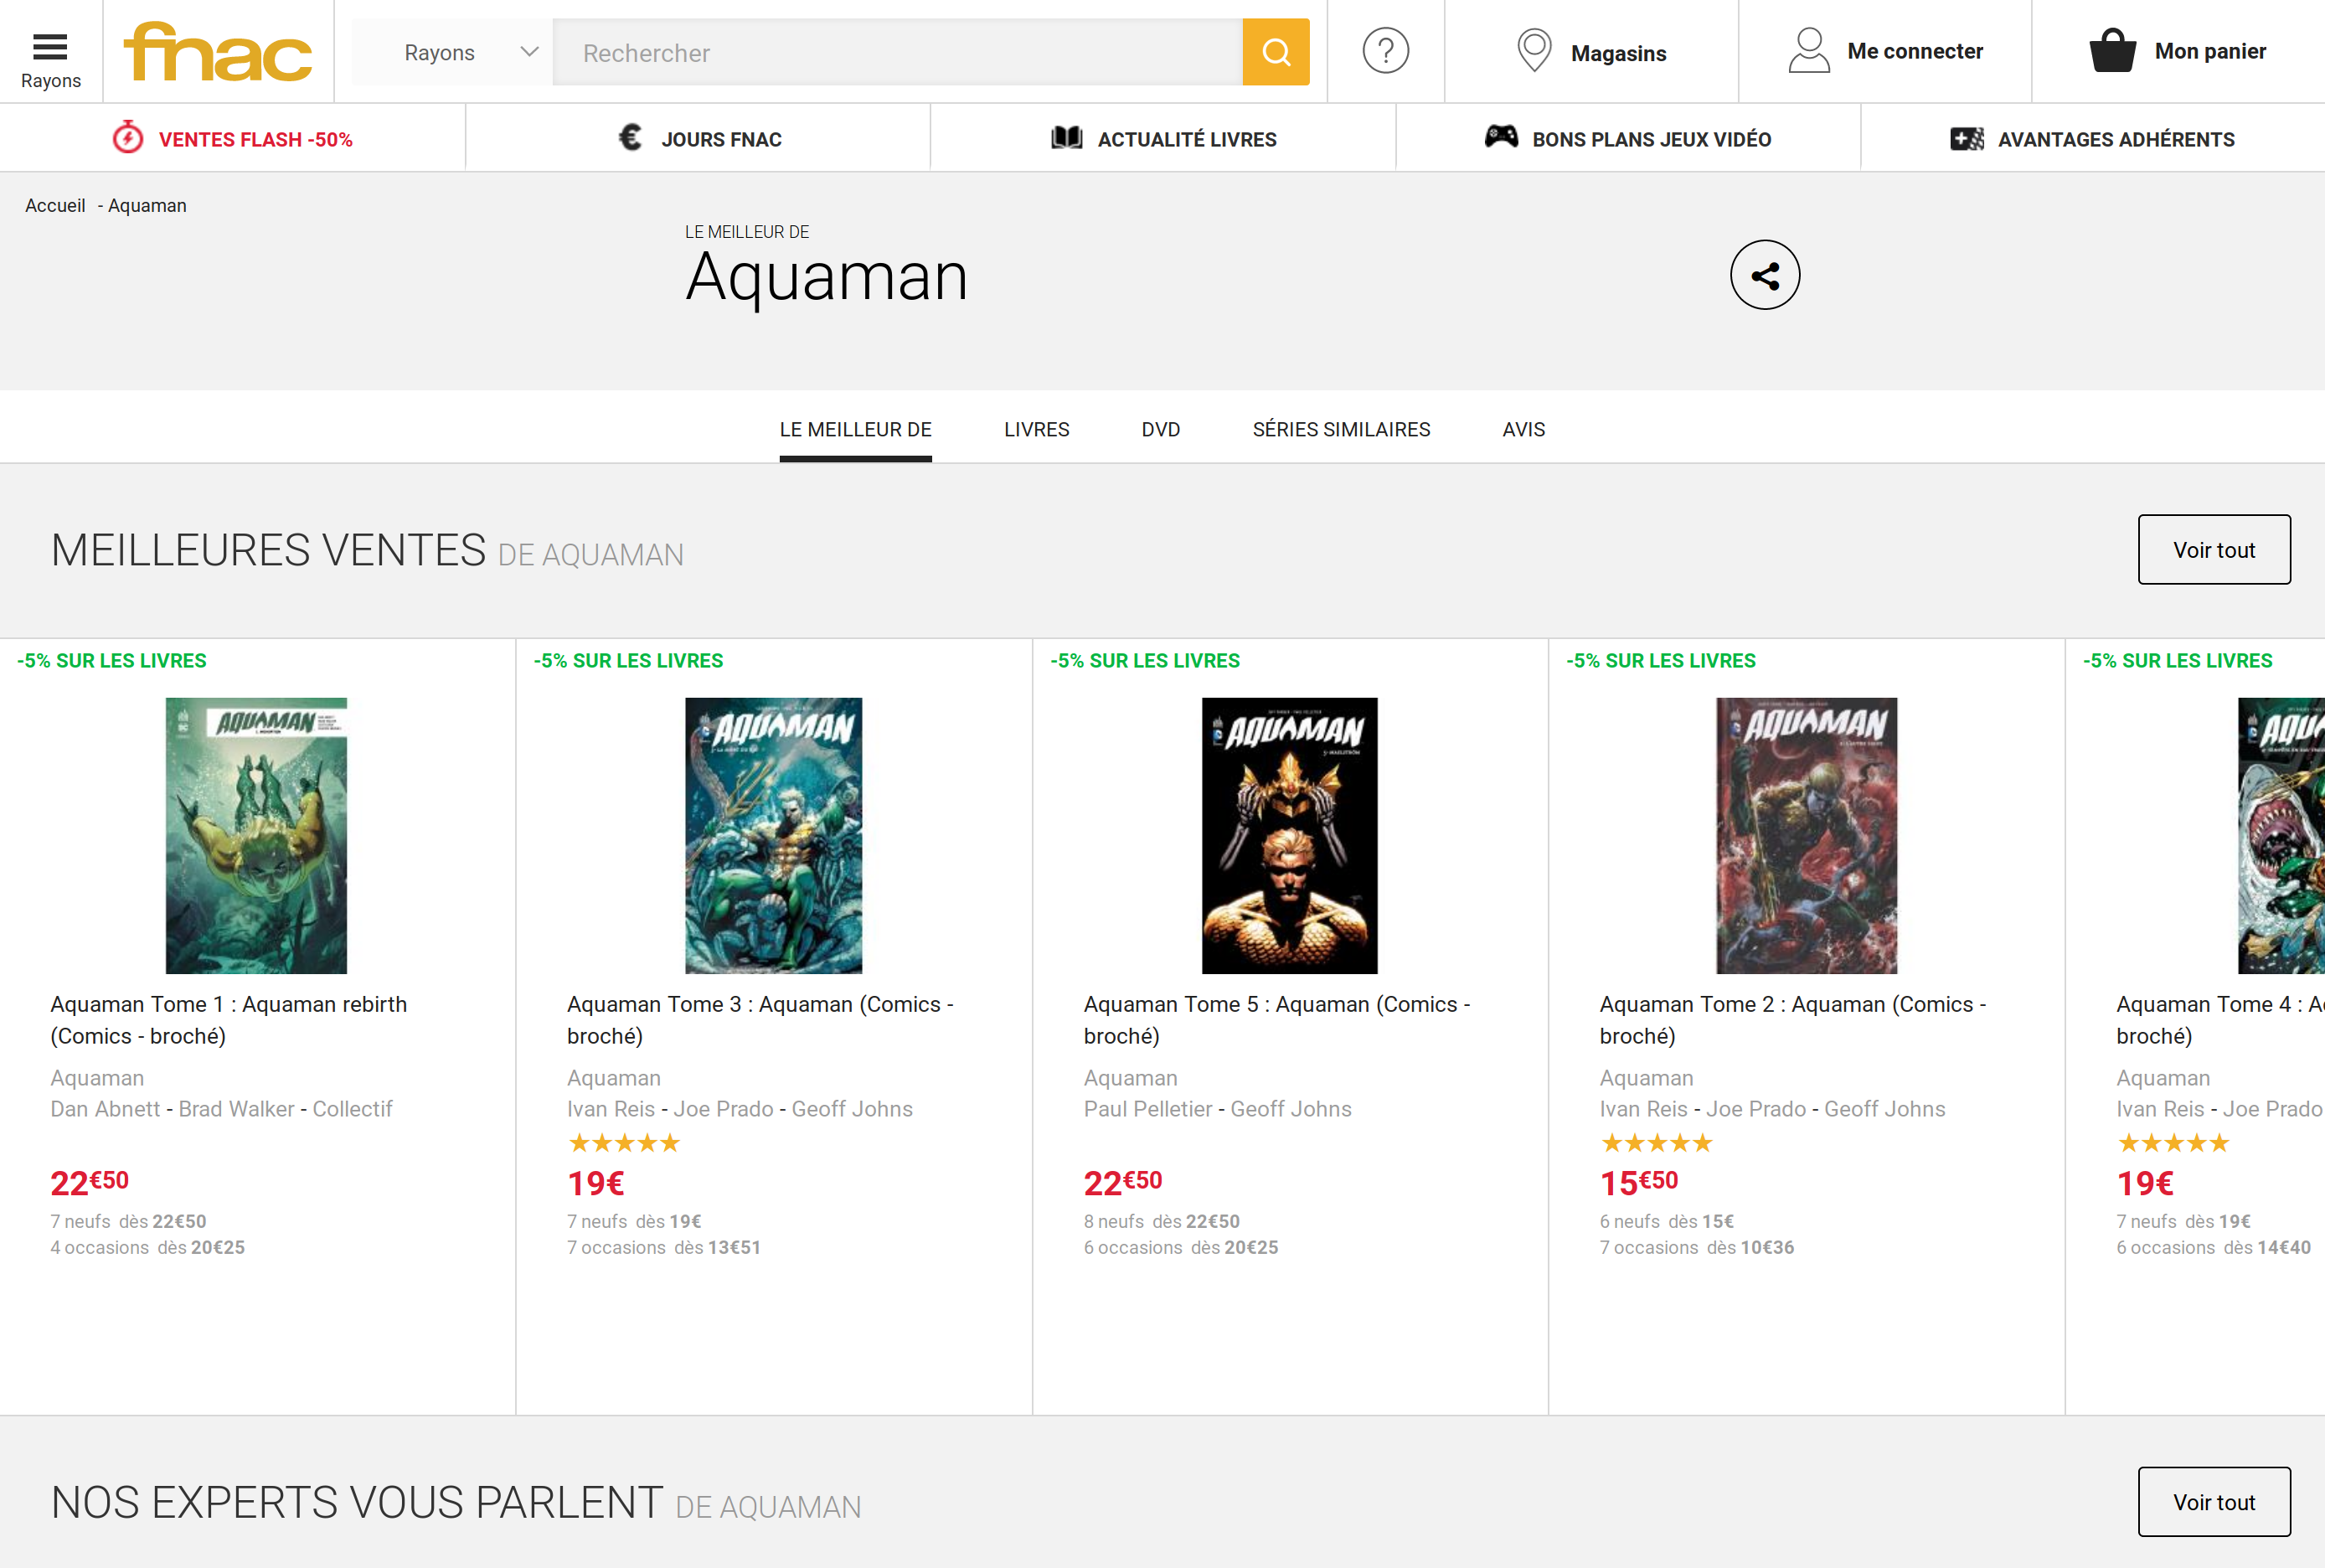 Rayons
fnac
Rayons
Rechercher
?
Magasins
Me connecter
Mon panier
VENTES FLASH -50%
€ JOURS FNAC
ACTUALITÉ LIVRES
BONS PLANS JEUX VIDÉO
AVANTAGES ADHÉRENTS
Accueil - Aquaman
LE MEILLEUR DE
Aquaman
LE MEILLEUR DE
LIVRES
DVD
SÉRIES SIMILAIRES
AVIS
MEILLEURES VENTES DE AQUAMAN
Voir tout
-5% SUR LES LIVRES
AQUAMAN
Aquaman Tome 1 : Aquaman rebirth
(Comics - broché)
Aquaman
Dan Abnett - Brad Walker - Collectif
22€50
7 neufs dès 22€50
4 occasions dès 20€25
-5% SUR LES LIVRES
AQUAMAN
Aquaman Tome 3 : Aquaman (Comics -
broché)
Aquaman
Ivan Reis - Joe Prado - Geoff Johns
19€
7 neufs dès 19€
7 occasions dès 13€51
-5% SUR LES LIVRES
AQUAMAN
Aquaman Tome 5 : Aquaman (Comics -
broché)
Aquaman
Paul Pelletier - Geoff Johns
22€50
8 neufs dès 22€50
6 occasions dès 20€25
-5% SUR LES LIVRES
AQUAMAN
Aquaman Tome 2 : Aquaman (Comics -
broché)
Aquaman
Ivan Reis - Joe Prado - Geoff Johns
15€50
6 neufs dès 15€
7 occasions dès 10€36
-5% SUR LES LIVRES
Aquaman Tome 4 : A
broché)
Aquaman
Ivan Reis - Joe Prado
19€
7 neufs dès 19€
6 occasions dès 14€40
NOS EXPERTS VOUS PARLENT DE AQUAMAN
Voir tout